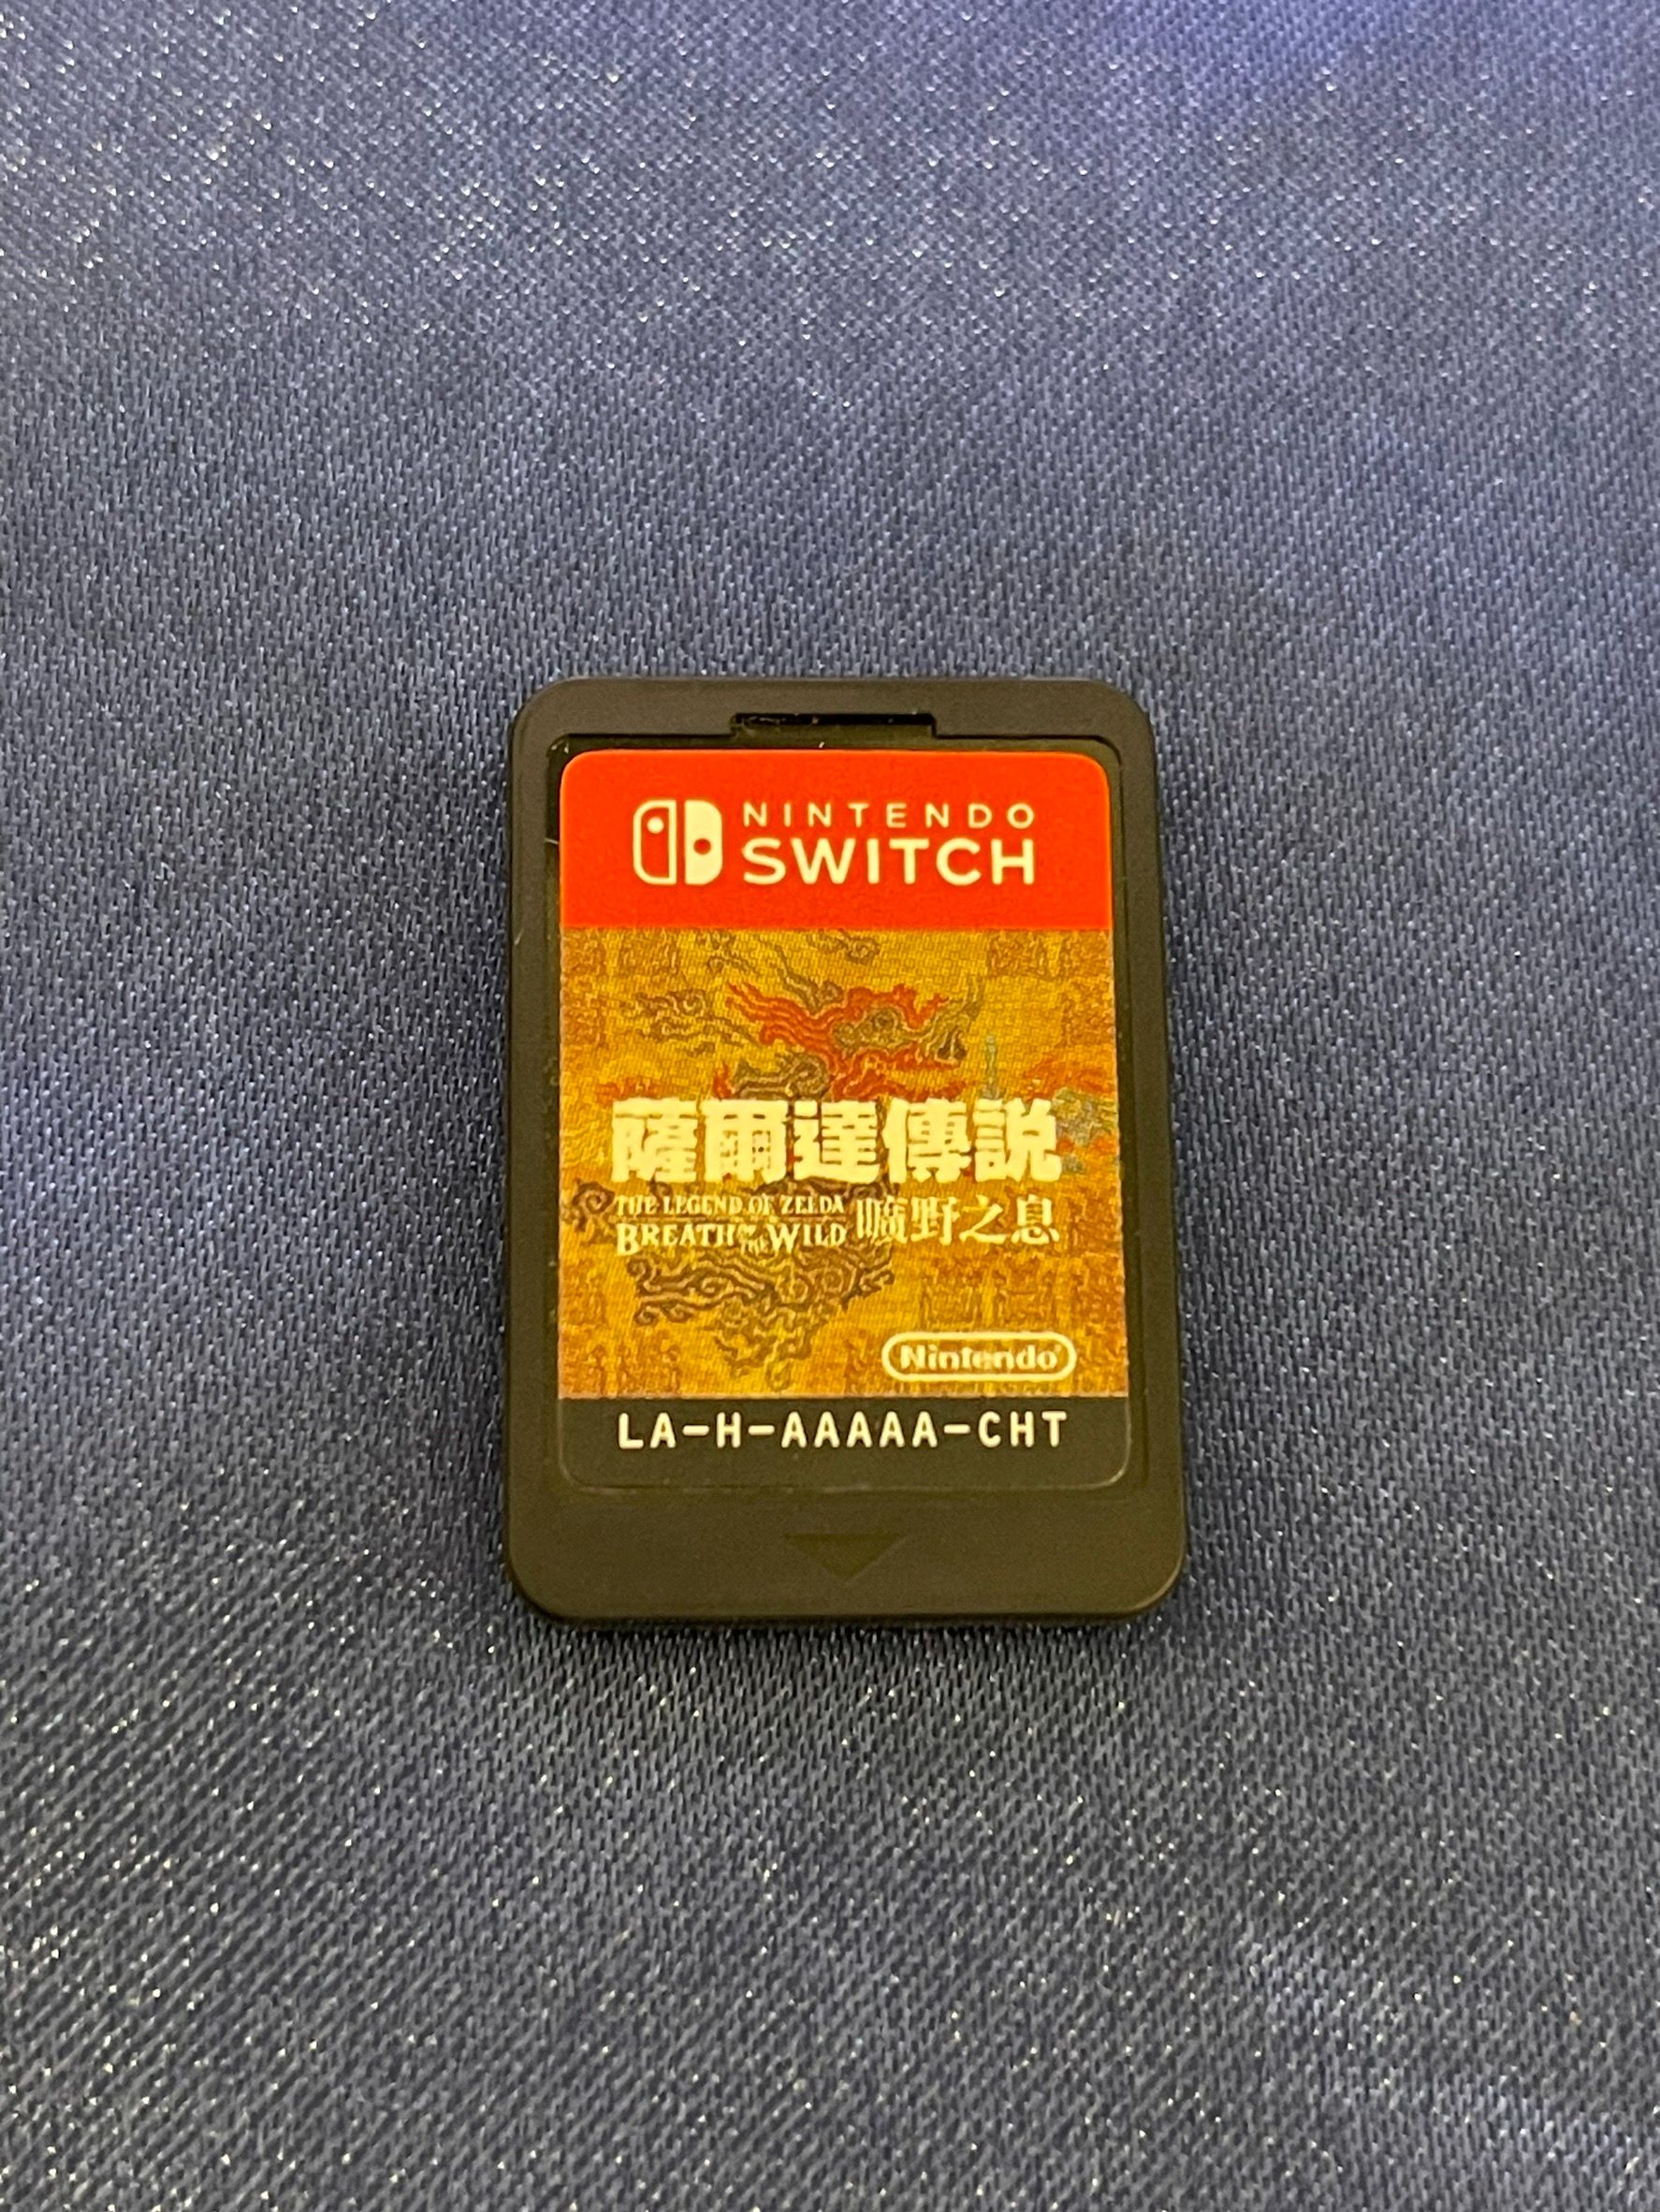 NINTENDO
SWITCH
薩爾達傳說
THE LEGEND OF ZELDA
BREATH OF THE WILD 曠野之息
Nintendo
LA-H-AAAAA-CHT